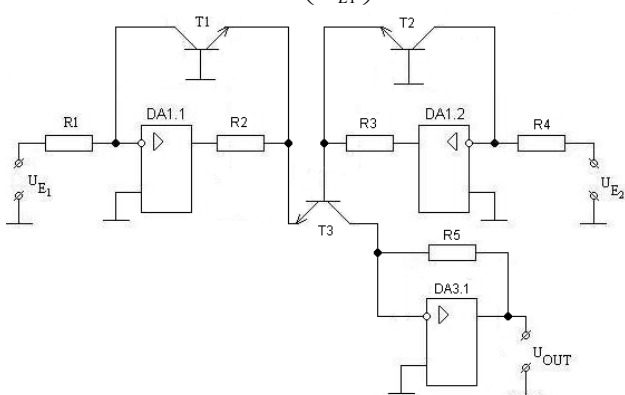 T1
T2
DA1.1
DA1.2
R1
R2
R3
R4
U E1
U E2
T3
R5
DA3.1
U OUT